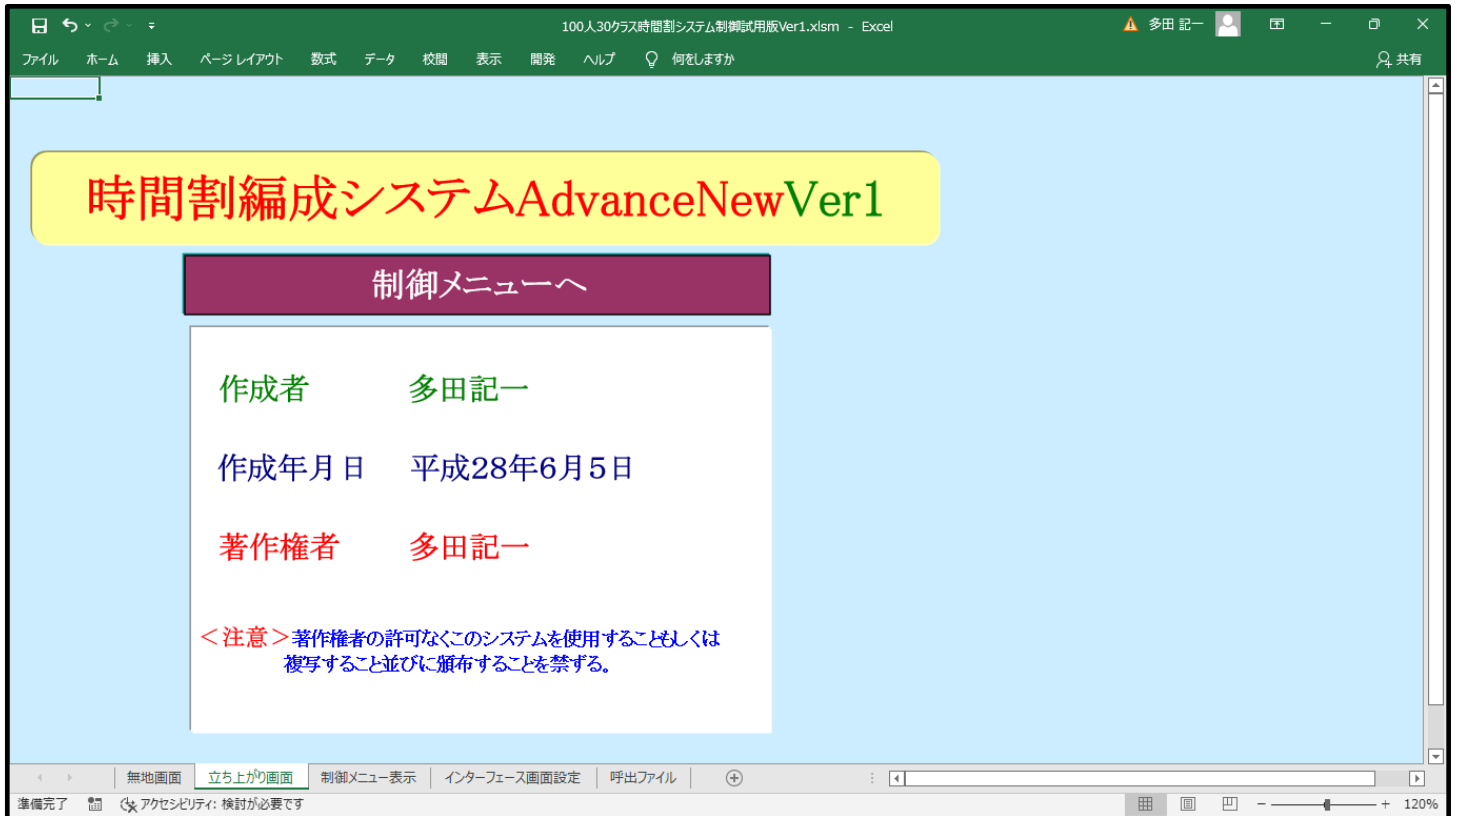 100人30クラス時間割システム制御試用版Ver1.xlsm - Excel
多田 記一
ファイル ホーム 挿入 ページ レイアウト 数式 データ 校閲 表示 開発 ヘルプ 何をしますか 共有
時間割編成システムAdvanceNewVer1
制御メニューへ
作成者 多田記一
作成年月日 平成28年6月5日
著作権者 多田記一
＜注意＞著作権者の許可なくこのシステムを使用すること もしくは
複写すること並びに頒布することを禁ずる。
無地画面 立ち上がり画面 制御メニュー表示 インターフェース画面設定 呼出ファイル
準備完了 アクセシビリティ: 検討が必要です 120%